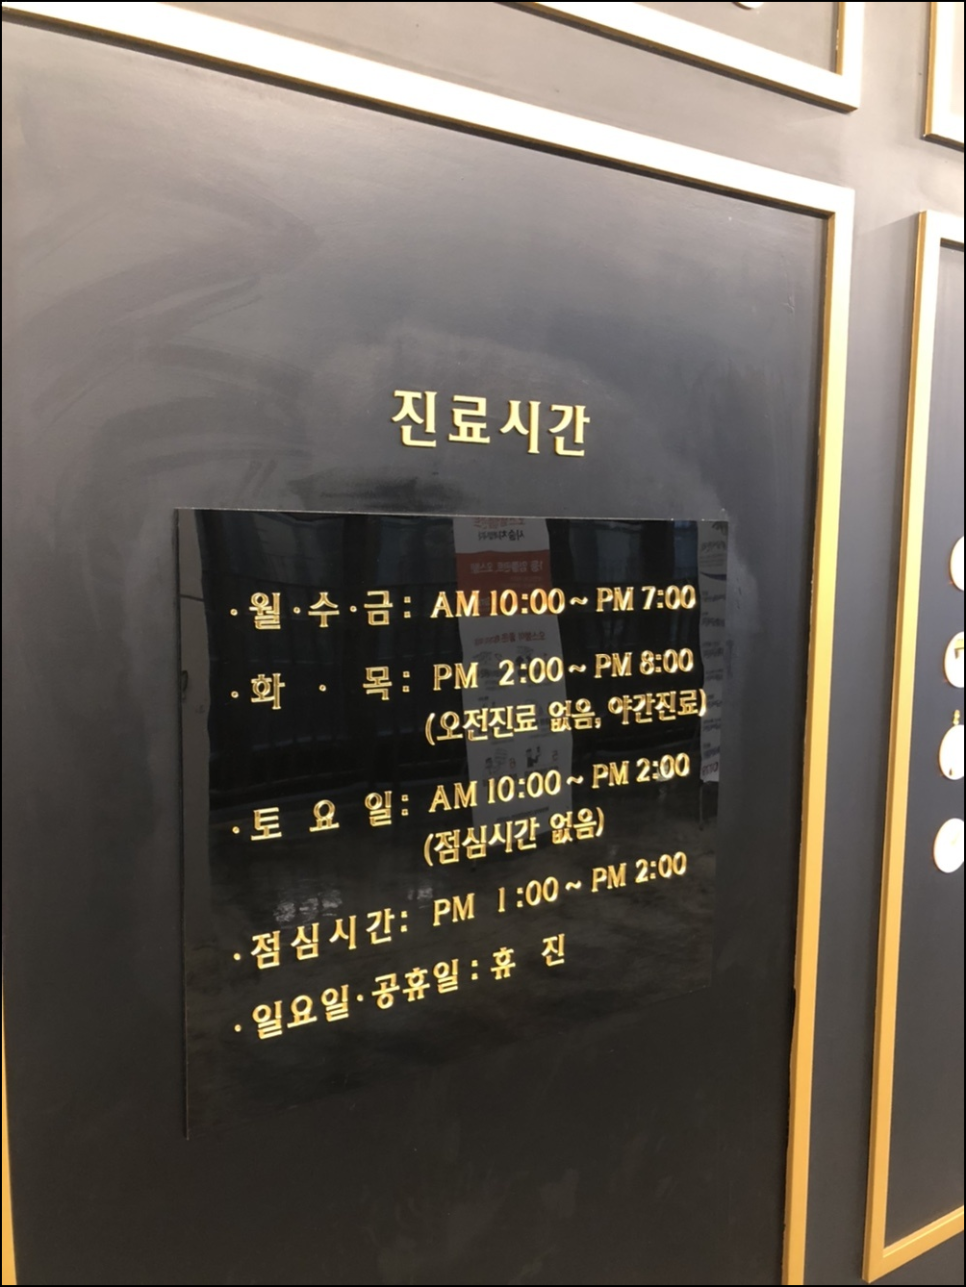 진료시간
·월·수·금: AM 10:00~ PM 7:00
·화 · 목: PM 2:00~ PM 8:00
(오전진료 없음, 야간진료)
·토 요 일: AM 10:00~ PM 2:00
(점심시간 없음)
·점심시간: PM 1:00~ PM 2:00
·일요일·공휴일: 휴 진